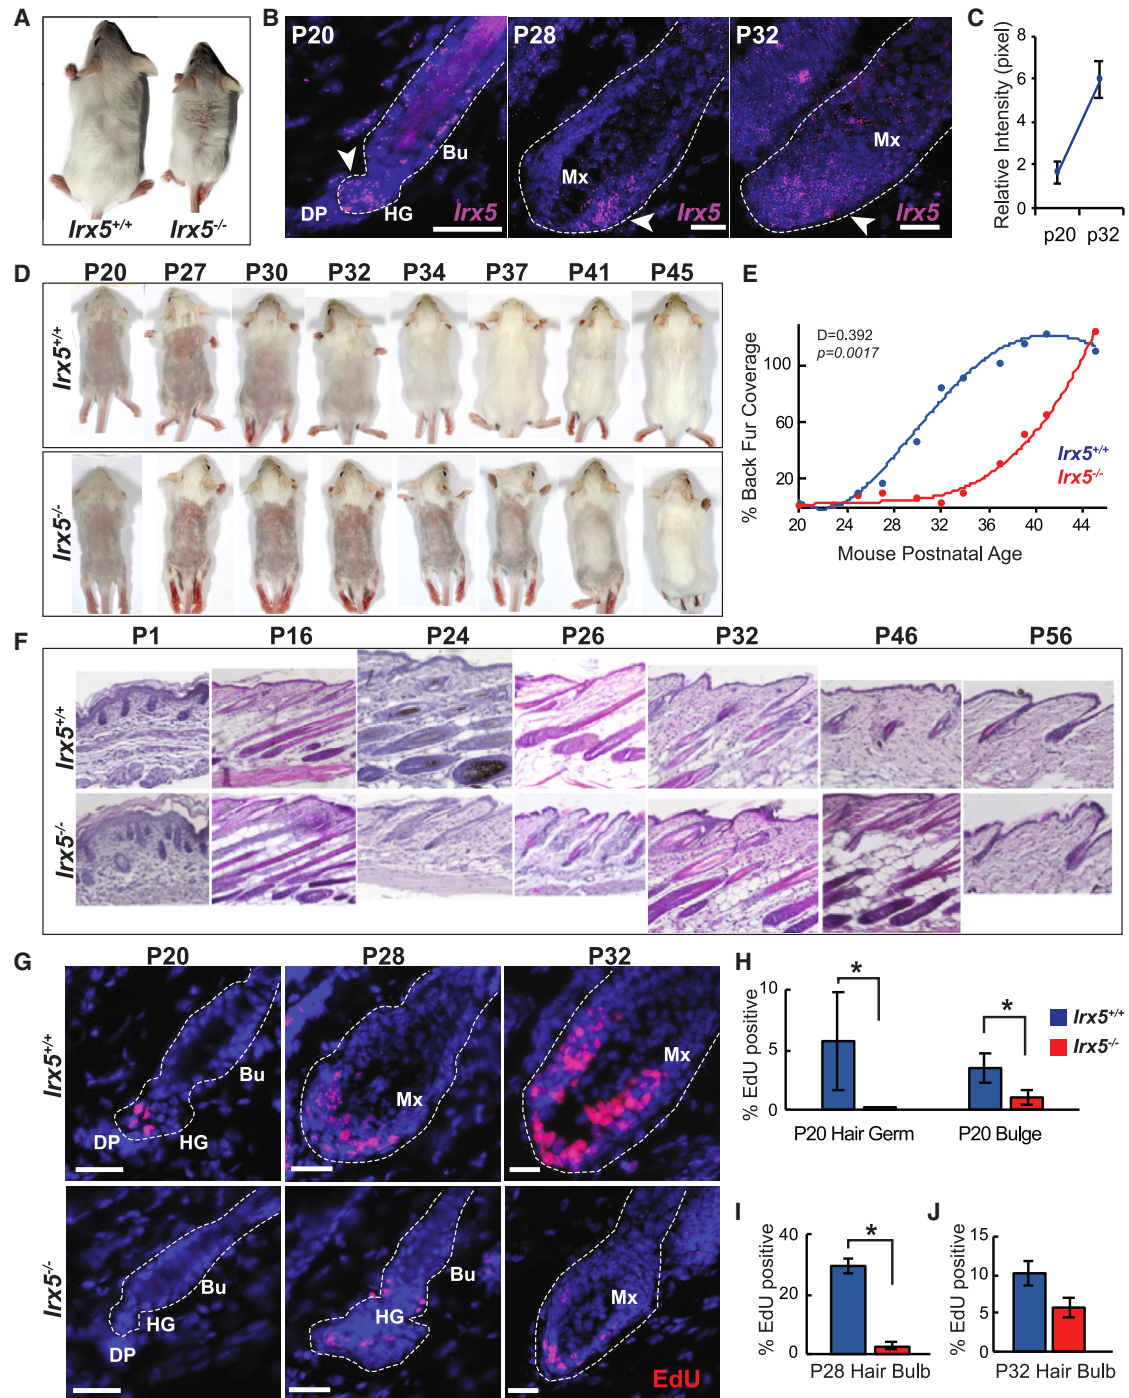 A
Irx5+/+
Irx5-/-
B
P20
P28
P32
Bu
DP
HG
Irx5
Mx
Irx5
Mx
Irx5
C
Relative Intensity (pixel)
8
6
4
2
0
p20
p32
D
P20 P27 P30 P32 P34 P37 P41 P45
Irx5+/+
Irx5-/-
E
% Back Fur Coverage
100
60
20
D=0.392
p=0.0017
Irx5+/+
Irx5-/-
20 24 28 32 36 40 44
Mouse Postnatal Age
F
P1 P16 P24 P26 P32 P46 P56
Irx5+/+
Irx5-/-
G
P20 P28 P32
Irx5+/+
Bu
DP
HG
Mx
Mx
Irx5-/-
Bu
HG
DP
Bu
HG
Mx
EdU
H
% EdU positive
10
5
0
*
*
Irx5+/+
Irx5-/-
P20 Hair Germ
P20 Bulge
I
% EdU positive
40
20
0
*
P28 Hair Bulb
J
% EdU positive
15
10
5
0
P32 Hair Bulb